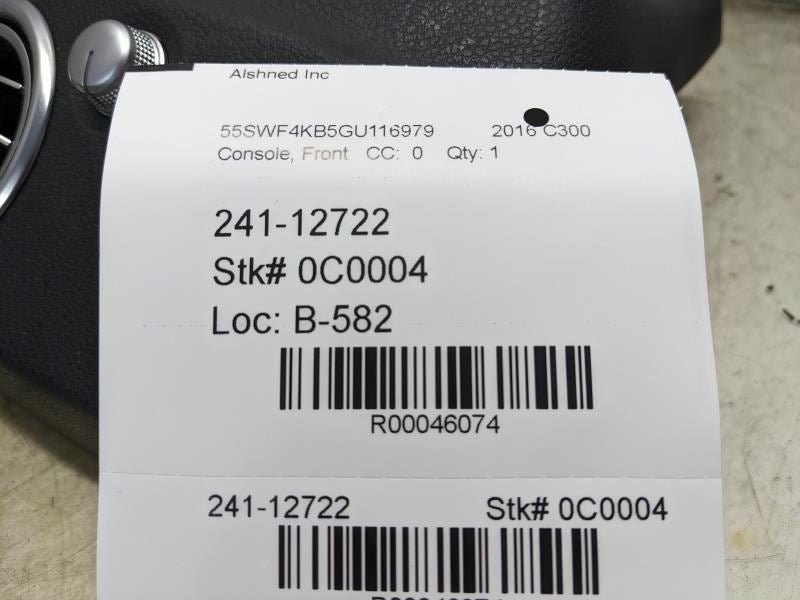 Alshned Inc
55SWF4KB5GU116979 2016 C300
Console, Front CC: 0 Qty: 1
241-12722
Stk# 0C0004
Loc: B-582
R00046074
241-12722 Stk# 0C0004